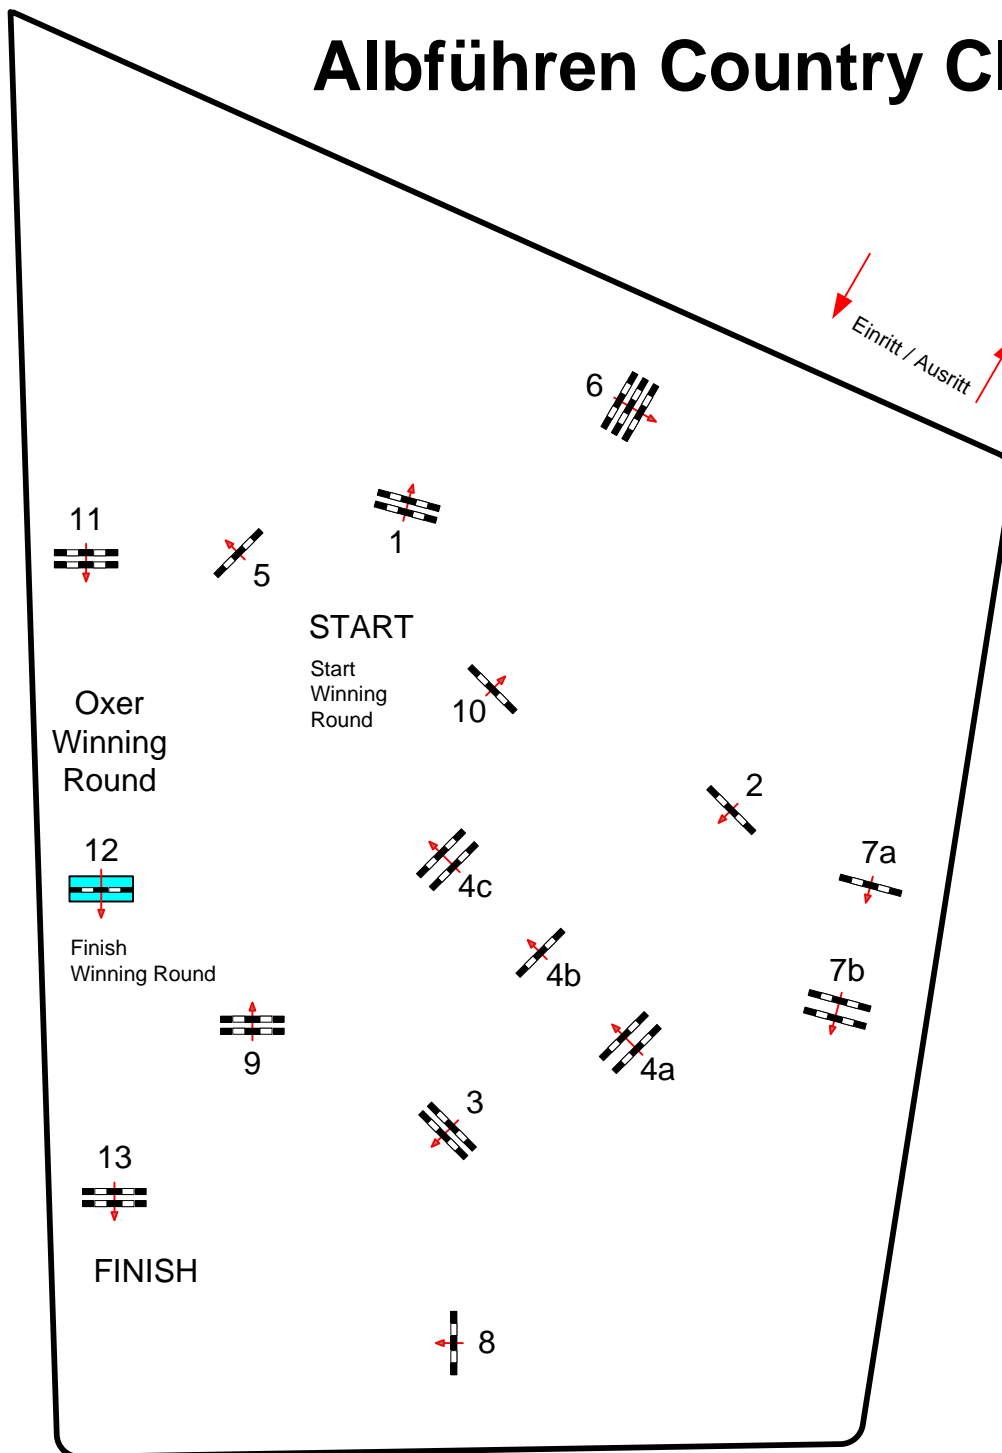 Albführen Country Cl
Einritt / Ausritt
6
11
1
5
START
Start
Winning
Round
10
Oxer
Winning
Round
2
12
4c
7a
Finish
Winning Round
4b
7b
9
4a
3
13
FINISH
8